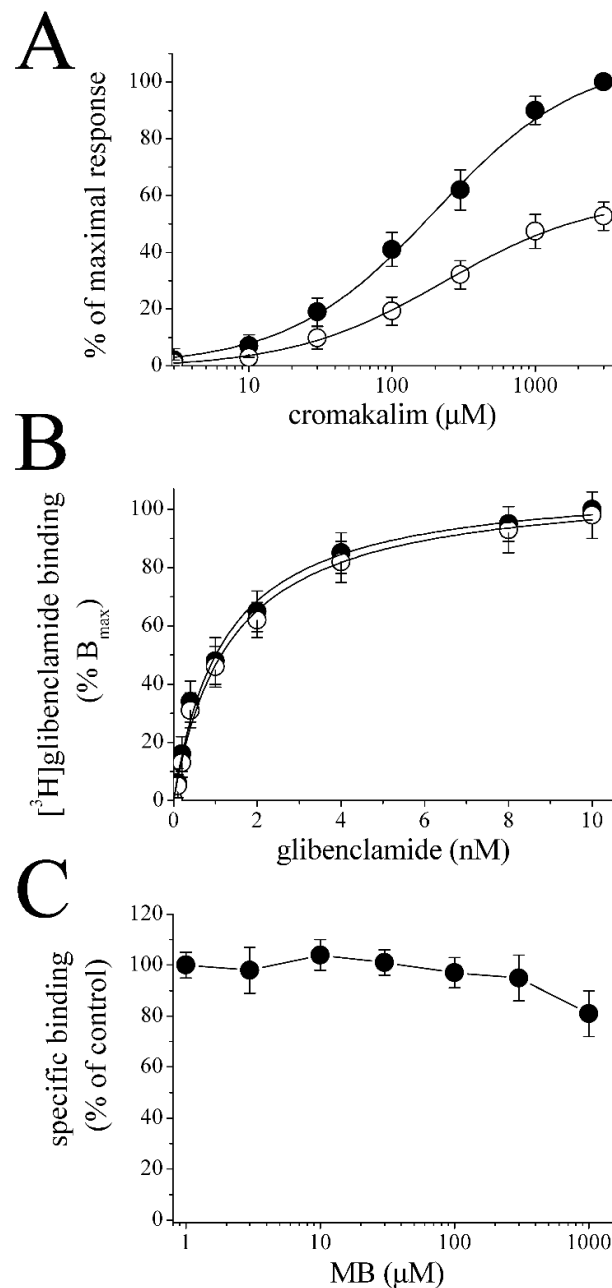 A
% of maximal response
100
80
60
40
20
0
10
100
1000
cromakalim (μM)
B
[³H]glibenclamide binding
(% Bmax)
100
80
60
40
20
0
0
2
4
6
8
10
glibenclamide (nM)
C
specific binding
(% of control)
120
100
80
60
40
20
0
1
10
100
1000
MB (μM)